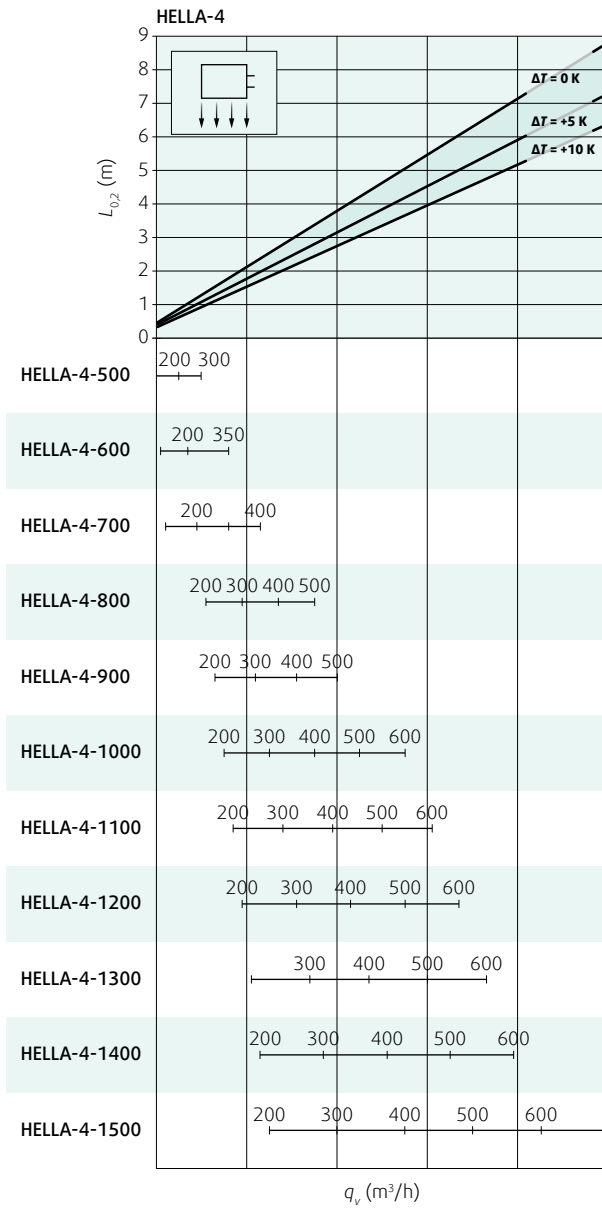 HELLA-4
9
8
7
6
5
4
3
2
1
0
L0,2 (m)
ΔT = 0 K
ΔT = +5 K
ΔT = +10 K
HELLA-4-500 200 300
HELLA-4-600 200 350
HELLA-4-700 200 400
HELLA-4-800 200 300 400 500
HELLA-4-900 200 300 400 500
HELLA-4-1000 200 300 400 500 600
HELLA-4-1100 200 300 400 500 600
HELLA-4-1200 200 300 400 500 600
HELLA-4-1300 300 400 500 600
HELLA-4-1400 200 300 400 500 600
HELLA-4-1500 200 300 400 500 600
qv (m³/h)